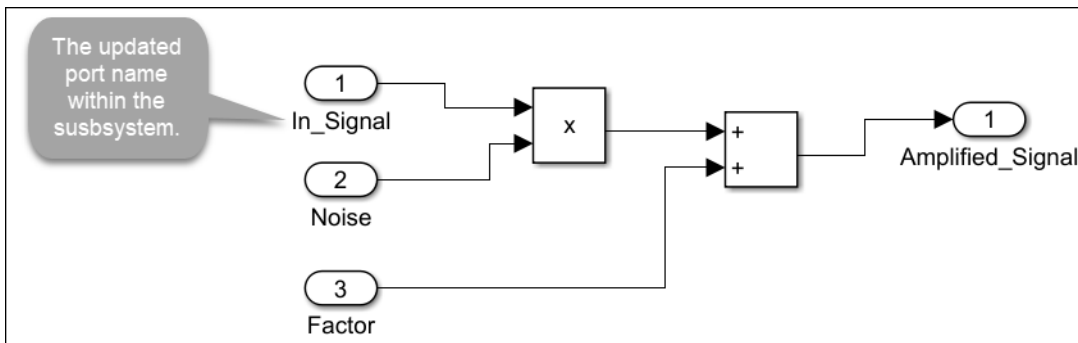 The updated
port name
within the
susbsystem.
1
In_Signal
2
Noise
3
Factor
x
+
+
1
Amplified_Signal